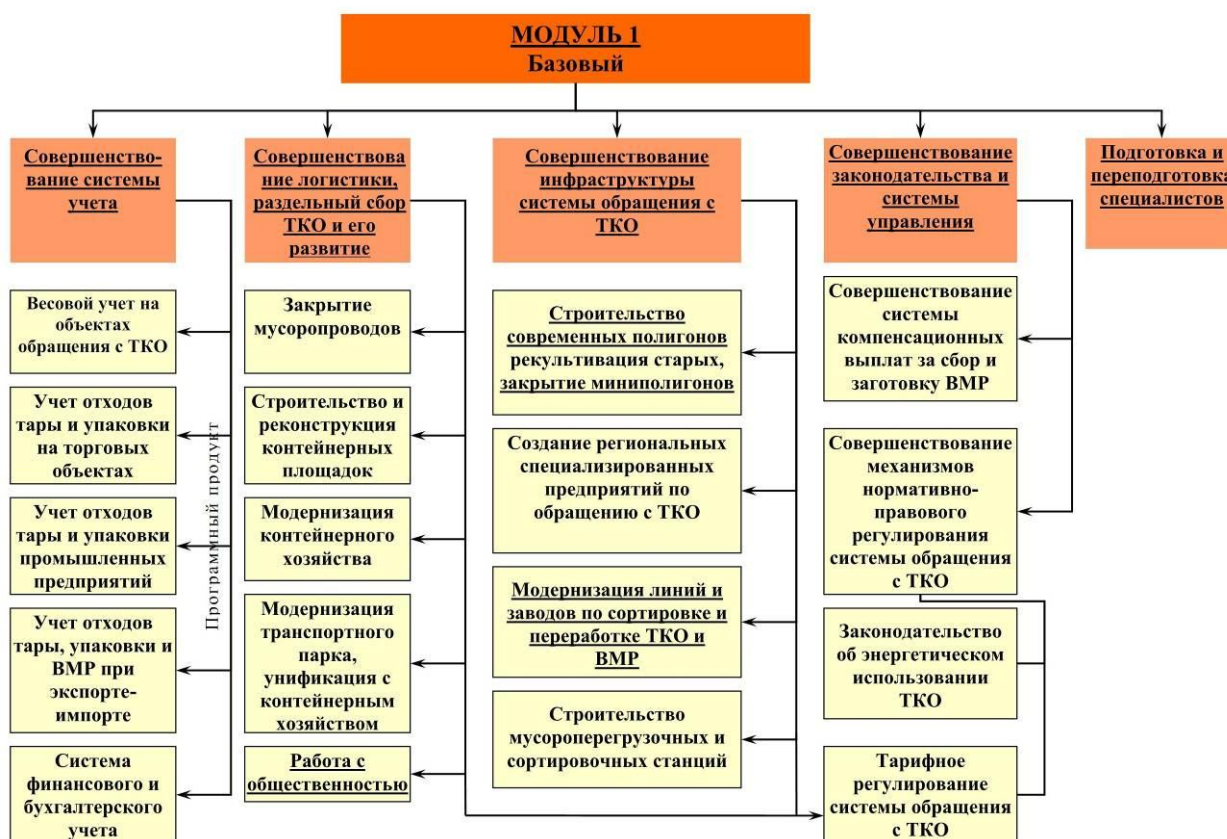 МОДУЛЬ 1
Базовый
Совершенство-
вание системы
учета
Весовой учет на
объектах
обращения с ТКО
Учет отходов
тары и упаковки
на торговых
объектах
Учет отходов
тары и упаковки
промышленных
предприятий
Учет отходов
тары, упаковки и
ВМР при
экспорте-
импорте
Система
финансового и
бухгалтерского
учета
Программный продукт
Совершенствова
ние логистики,
раздельный сбор
ТКО и его
развитие
Закрытие
мусоропроводов
Строительство и
реконструкция
контейнерных
площадок
Модернизация
контейнерного
хозяйства
Модернизация
транспортного
парка,
унификация с
контейнерным
хозяйством
Работа с
общественностью
Совершенствование
инфраструктуры
системы обращения с
ТКО
Строительство
современных полигонов
рекультивация старых,
закрытие миниполигонов
Создание региональных
специализированных
предприятий по
обращению с ТКО
Модернизация линий и
заводов по сортировке и
переработке ТКО и
ВМР
Строительство
мусороперегрузочных и
сортировочных станций
Совершенствование
законодательства и
системы
управления
Совершенствование
системы
компенсационных
выплат за сбор и
заготовку ВМР
Совершенствование
механизмов
нормативно-
правового
регулирования
системы обращения
с ТКО
Законодательство
об энергетическом
использовании
ТКО
Тарифное
регулирование
системы обращения
с ТКО
Подготовка и
переподготовка
специалистов